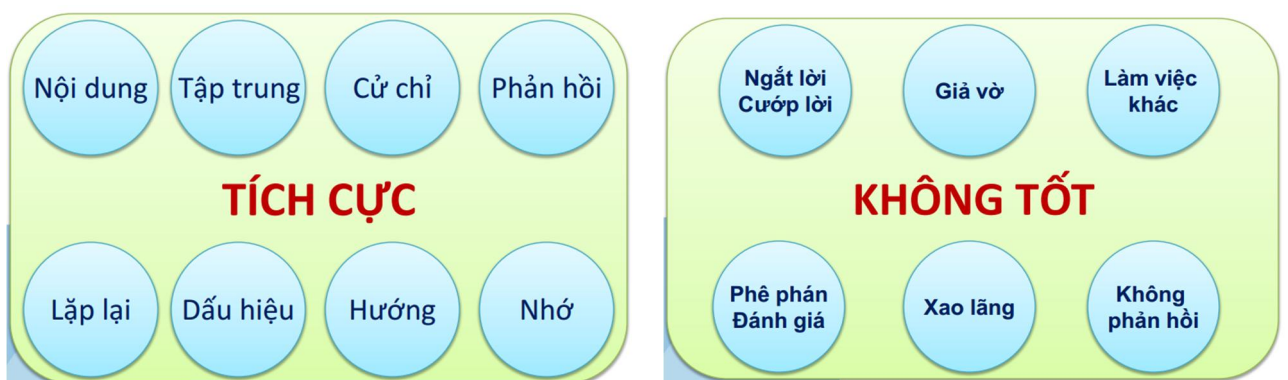 Nội dung
Tập trung
Cử chỉ
Phản hồi
TÍCH CỰC
Lặp lại
Dấu hiệu
Hướng
Nhớ
Ngắt lời
Cướp lời
Giả vờ
Làm việc
khác
KHÔNG TỐT
Phê phán
Đánh giá
Xao lãng
Không
phản hồi